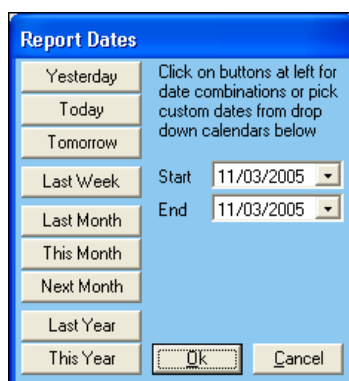 Report Dates
Yesterday
Today
Tomorrow
Last Week
Last Month
This Month
Next Month
Last Year
This Year
Click on buttons at left for
date combinations or pick
custom dates from drop
down calendars below
Start 11/03/2005
End 11/03/2005
Ok Cancel